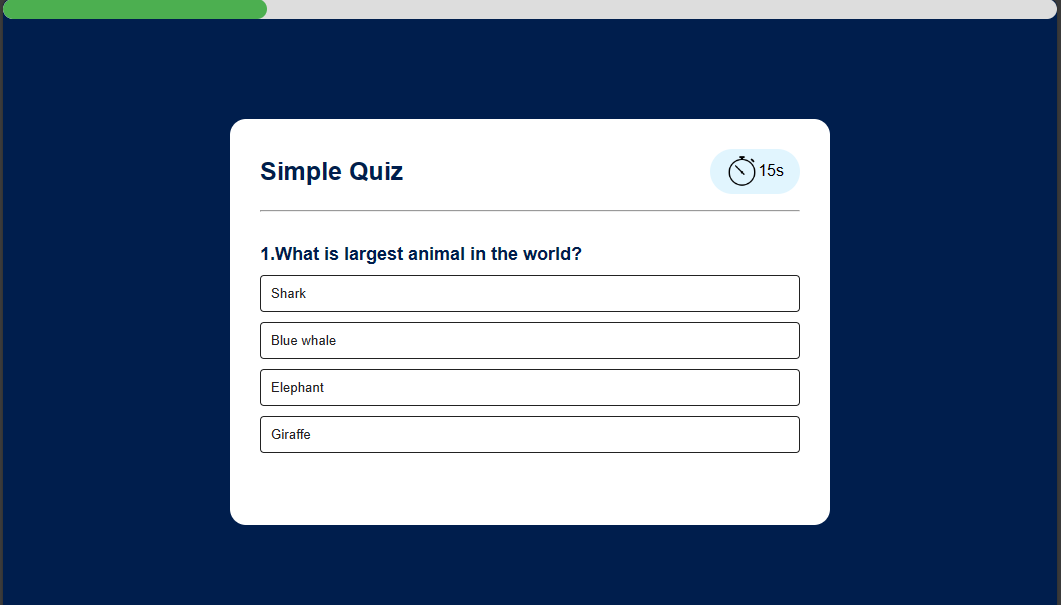 Simple Quiz
15s
1.What is largest animal in the world?
Shark
Blue whale
Elephant
Giraffe